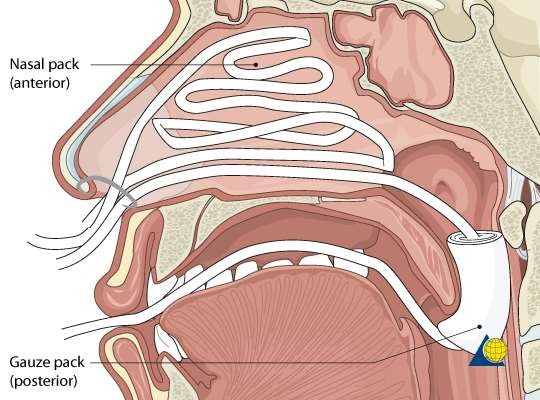 Nasal pack
(anterior)
Gauze pack
(posterior)